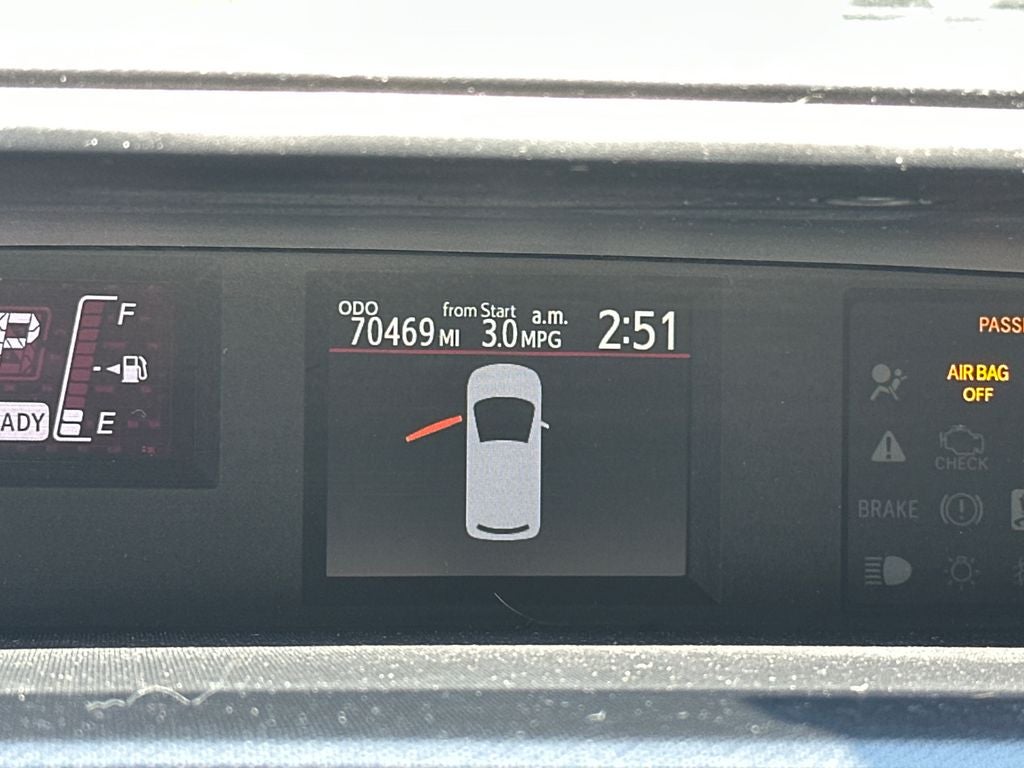 ODO from Start a.m. 2:51
70469 MI 3.0 MPG
F
P
E
ADY
PASS
AIR BAG
OFF
CHECK
BRAKE